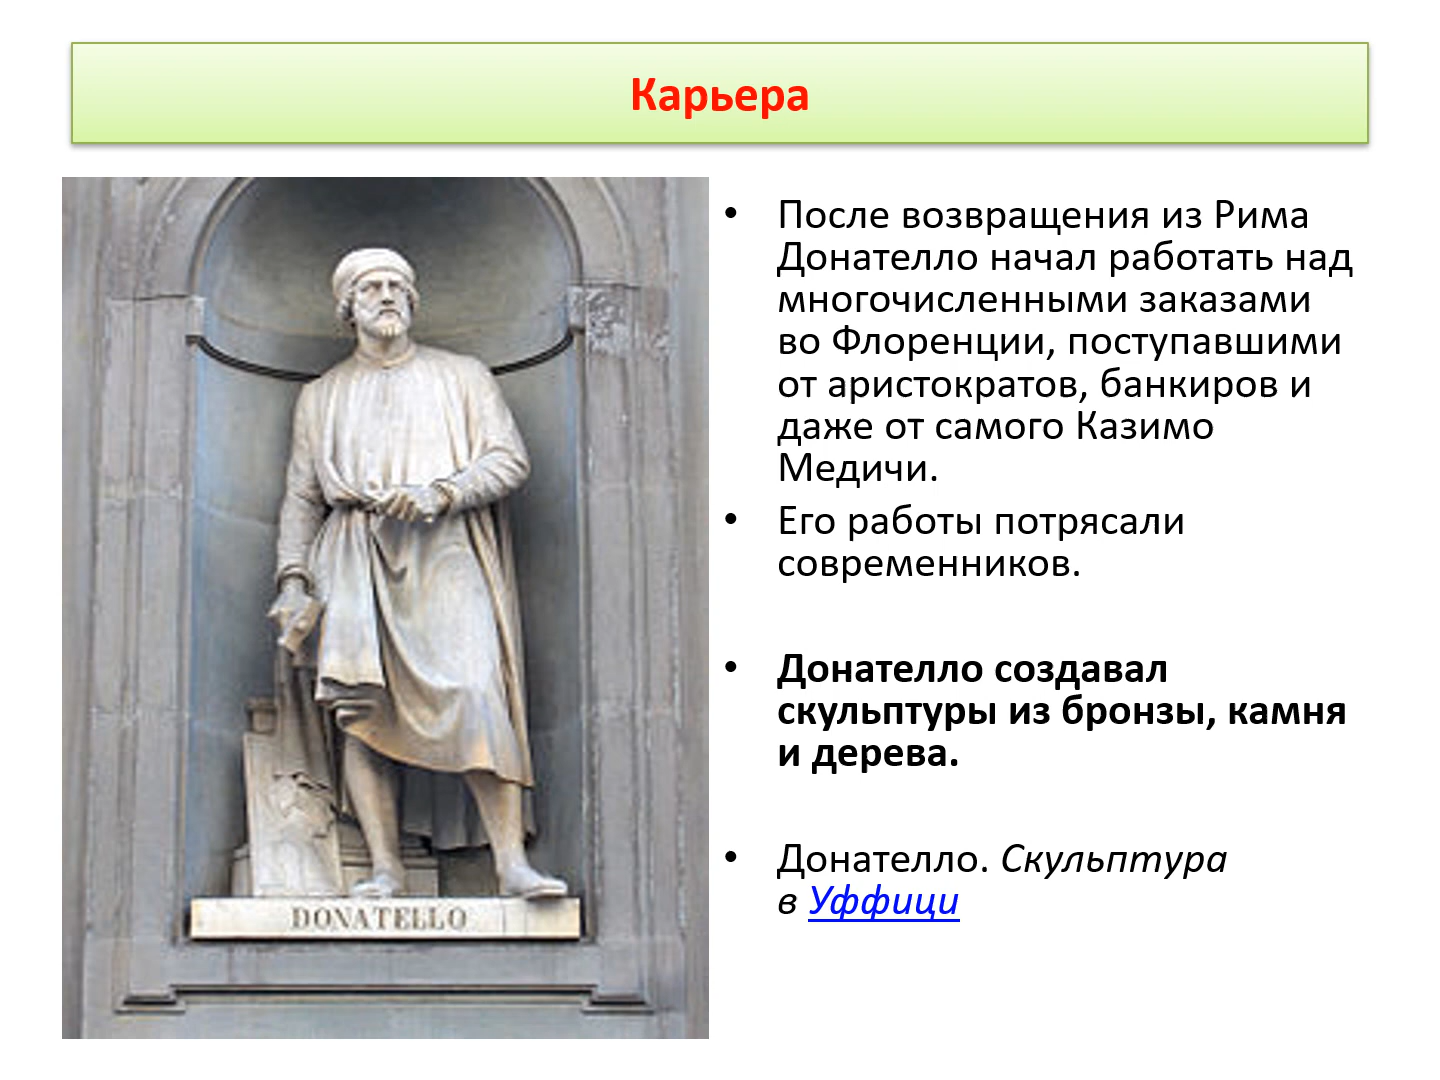 Карьера
• После возвращения из Рима
Донателло начал работать над
многочисленными заказами
во Флоренции, поступавшими
от аристократов, банкиров и
даже от самого Казимо
Медичи.
• Его работы потрясали
современников.
• Донателло создавал
скульптуры из бронзы, камня
и дерева.
• Донателло. Скульптура
в Уффици
DONATELLO